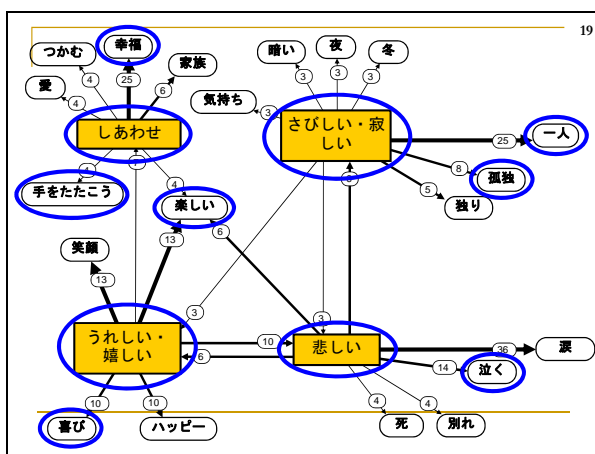 19
つかむ
幸福
家族
愛
しあわせ
手をたたこう
楽しい
4
25
6
4
4
4
暗い
夜
冬
気持ち
さびしい・寂
しい
一人
孤独
独り
3
3
3
3
25
8
5
笑顔
13
13
6
3
3
うれしい・
嬉しい
10
6
悲しい
36
涙
14
泣く
10
10
喜び
ハッピー
4
4
死
別れ